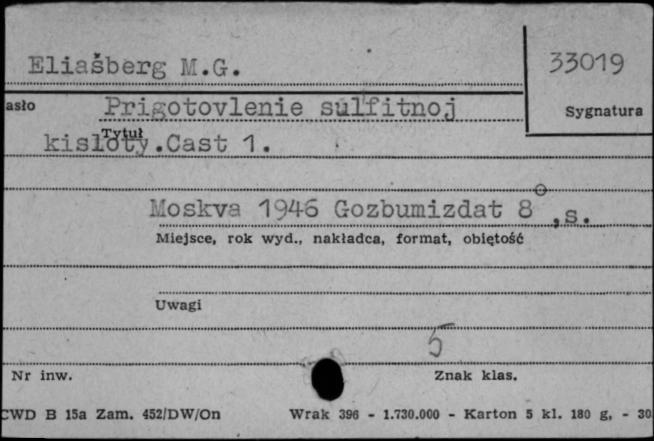 Eliašberg M.G.
33019
asło Prigotovlenie sulfitnoj
Sygnatura
Tytuł
kisloty.Cast 1.
Moskva 1946 Gozbumizdat 8°,s.
Miejsce, rok wyd., nakładca, format, obiętość
Uwagi
5
Nr inw.
Znak klas.
CWD B 15a Zam. 452/DW/On Wrak 396 - 1.730.000 - Karton 5 kl. 180 g, - 30